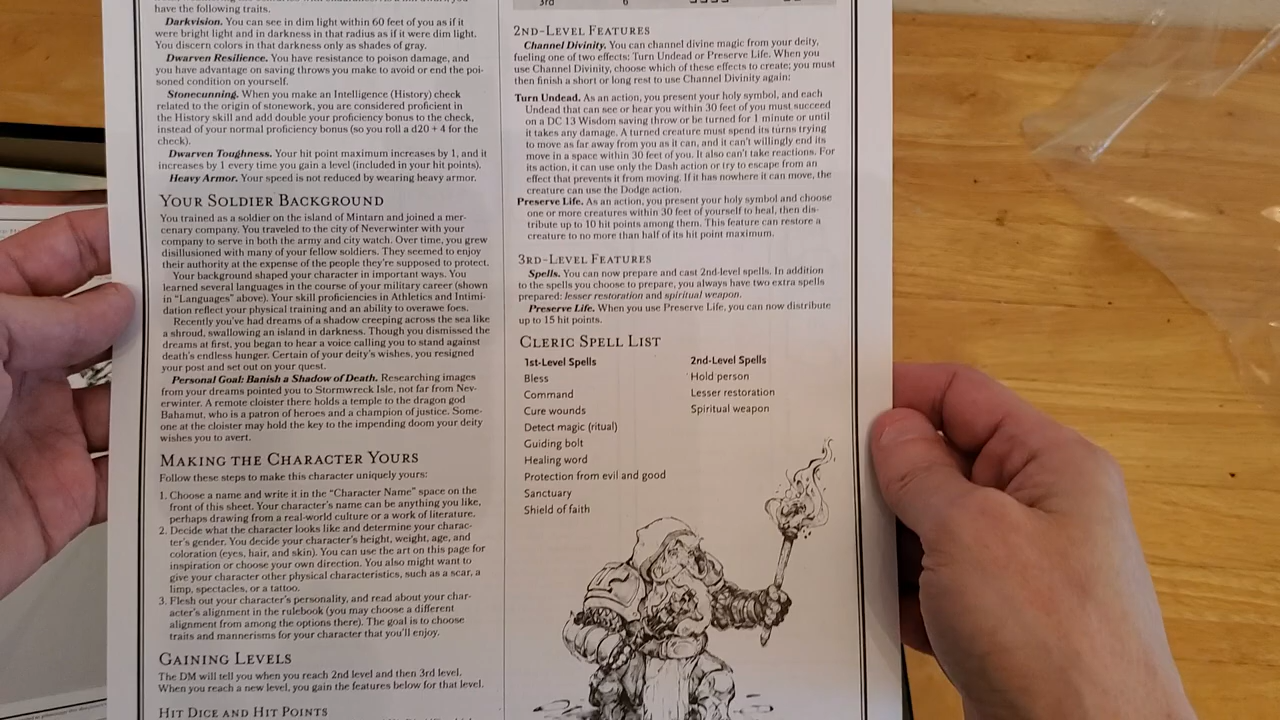 have the following traits.
Darkvision. You can see in dim light within 60 feet of you as if it
were bright light and in darkness in that radius as if it were dim light.
You discern colors in that darkness only as shades of gray.
Dwarven Resilience. You have resistance to poison damage, and
you have advantage on saving throws you make to avoid or end the poi-
soned condition on yourself.
Stonecunning. When you make an Intelligence (History) check
related to the origin of stonework, you are considered proficient in
the History skill and add double your proficiency bonus to the check,
instead of your normal proficiency bonus (so you roll a d20 + 4 for the
check).
Dwarven Toughness. Your hit point maximum increases by 1, and it
increases by 1 every time you gain a level (included in your hit points).
Heavy Armor. Your speed is not reduced by wearing heavy armor.
YOUR SOLDIER BACKGROUND
You trained as a soldier on the island of Mintarn and joined a mer-
cenary company. You traveled to the city of Neverwinter with your
company to serve in both the army and city watch. Over time, you grew
disillusioned with many of your fellow soldiers. They seemed to enjoy
their authority at the expense of the people they're supposed to protect.
Your background shaped your character in important ways. You
learned several languages in the course of your military career (shown
in "Languages" above). Your skill proficiencies in Athletics and Intimi-
dation reflect your physical training and an ability to overawe foes.
Recently you've had dreams of a shadow creeping across the sea like
a shroud, swallowing an island in darkness. Though you dismissed the
dreams at first, you began to hear a voice calling you to stand against
death's endless hunger. Certain of your deity's wishes, you resigned
your post and set out on your quest.
Personal Goal: Banish a Shadow of Death. Researching images
from your dreams pointed you to Stormwreck Isle, not far from Nev-
erwinter. A remote cloister there holds a temple to the dragon god
Bahamut, who is a patron of heroes and a champion of justice. Some-
one at the cloister may hold the key to the impending doom your deity
wishes you to avert.
MAKING THE CHARACTER YOURS
Follow these steps to make this character uniquely yours:
1. Choose a name and write it in the "Character Name" space on the
front of this sheet. Your character's name can be anything you like,
perhaps drawing from a real-world culture or a work of literature.
2. Decide what the character looks like and determine your charac-
ter's gender. You decide your character's height, weight, age, and
coloration (eyes, hair, and skin). You can use the art on this page for
inspiration or choose your own direction. You also might want to
give your character other physical characteristics, such as a scar, a
limp, spectacles, or a tattoo.
3. Flesh out your character's personality, and read about your char-
acter's alignment in the rulebook (you may choose a different
alignment from among the options there). The goal is to choose
traits and mannerisms for your character that you'll enjoy.
GAINING LEVELS
The DM will tell you when you reach 2nd level and then 3rd level.
When you reach a new level, you gain the features below for that level.
HIT DICE AND HIT POINTS
3rd 6
2ND-LEVEL FEATURES
Channel Divinity. You can channel divine magic from your deity,
fueling one of two effects: Turn Undead or Preserve Life. When you
use Channel Divinity, choose which of these effects to create; you must
then finish a short or long rest to use Channel Divinity again:
Turn Undead. As an action, you present your holy symbol, and each
Undead that can see or hear you within 30 feet of you must succeed
on a DC 13 Wisdom saving throw or be turned for 1 minute or until
it takes any damage. A turned creature must spend its turns trying
to move as far away from you as it can, and it can't willingly end its
move in a space within 30 feet of you. It also can't take reactions. For
its action, it can use only the Dash action or try to escape from an
effect that prevents it from moving. If it has nowhere it can move, the
creature can use the Dodge action.
Preserve Life. As an action, you present your holy symbol and choose
one or more creatures within 30 feet of yourself to heal, then dis-
tribute up to 10 hit points among them. This feature can restore a
creature to no more than half of its hit point maximum.
3RD-LEVEL FEATURES
Spells. You can now prepare and cast 2nd-level spells. In addition
to the spells you choose to prepare, you always have two extra spells
prepared: lesser restoration and spiritual weapon.
Preserve Life. When you use Preserve Life, you can now distribute
up to 15 hit points.
CLERIC SPELL LIST
1st-Level Spells
Bless
Command
Cure wounds
Detect magic (ritual)
Guiding bolt
Healing word
Protection from evil and good
Sanctuary
Shield of faith
2nd-Level Spells
Hold person
Lesser restoration
Spiritual weapon